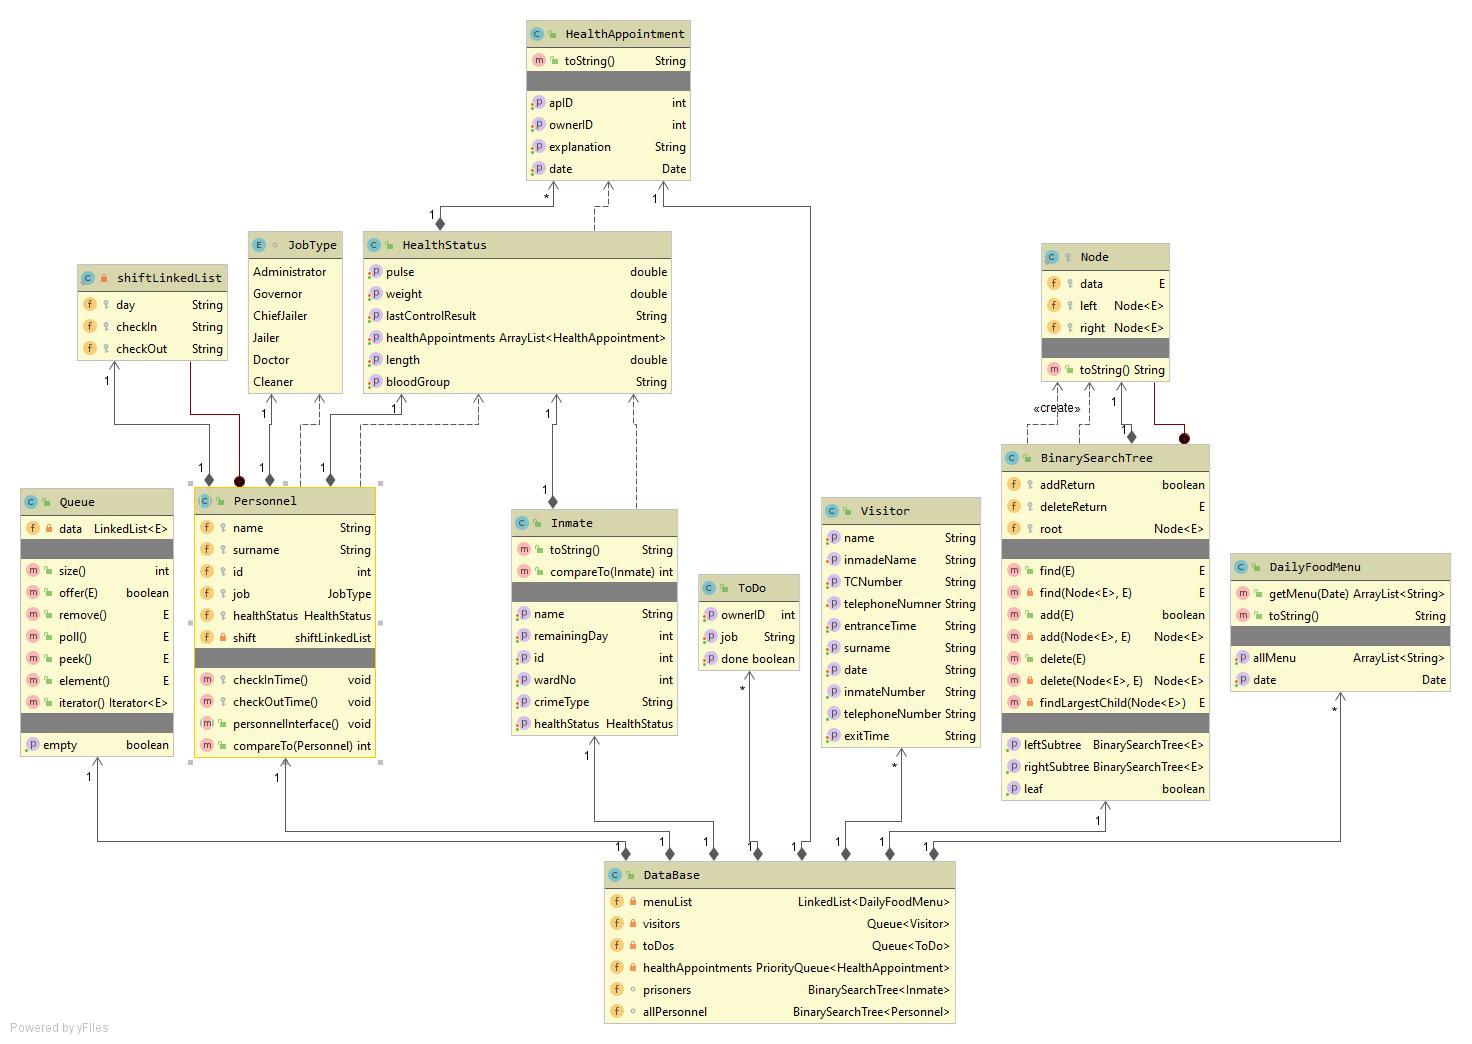 HealthAppointment
toString() String
apID int
ownerID int
explanation String
date Date
* 1
1
shiftLinkedList
day String
checkIn String
checkOut String
1
1
JobType
Administrator
Governor
ChiefJailer
Jailer
Doctor
Cleaner
1
1
HealthStatus
pulse double
weight double
lastControlResult String
healthAppointments ArrayList<HealthAppointment>
length double
bloodGroup String
1
1
1
1
Node
data E
left Node<E>
right Node<E>
toString() String
«create»
1
1
Queue
data LinkedList<E>
size() int
offer(E) boolean
remove() E
poll() E
peek() E
element() E
iterator() Iterator<E>
empty boolean
1
Personnel
name String
surname String
id int
job JobType
healthStatus HealthStatus
shift shiftLinkedList
checkInTime() void
checkOutTime() void
personnelInterface() void
compareTo(Personnel) int
1
Inmate
toString() String
compareTo(Inmate) int
name String
remainingDay int
id int
wardNo int
crimeType String
healthStatus HealthStatus
1
ToDo
ownerID int
job String
done boolean
*
Visitor
name String
inmadeName String
TCNumber String
telephoneNumner String
entranceTime String
surname String
date String
inmateNumber String
telephoneNumber String
exitTime String
*
BinarySearchTree
addReturn boolean
deleteReturn E
root Node<E>
find(E) E
find(Node<E>, E) E
add(E) boolean
add(Node<E>, E) Node<E>
delete(E) E
delete(Node<E>, E) Node<E>
findLargestChild(Node<E>) E
leftSubtree BinarySearchTree<E>
rightSubtree BinarySearchTree<E>
leaf boolean
1
DailyFoodMenu
getMenu(Date) ArrayList<String>
toString() String
allMenu ArrayList<String>
date Date
*
1 1 1 1 1 1 1 1
DataBase
menuList LinkedList<DailyFoodMenu>
visitors Queue<Visitor>
toDos Queue<ToDo>
healthAppointments PriorityQueue<HealthAppointment>
prisoners BinarySearchTree<Inmate>
allPersonnel BinarySearchTree<Personnel>
Powered by yFiles